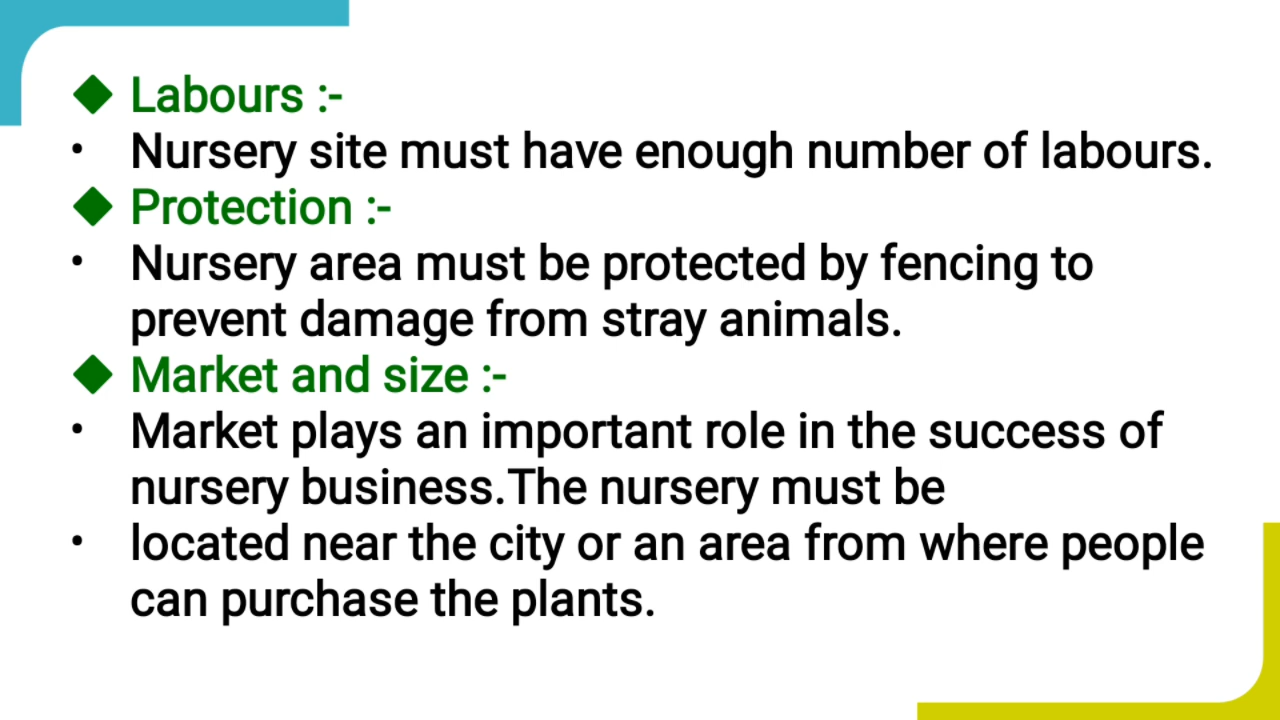 ◆ Labours :-
• Nursery site must have enough number of labours.
◆ Protection :-
• Nursery area must be protected by fencing to
prevent damage from stray animals.
◆ Market and size :-
• Market plays an important role in the success of
nursery business.The nursery must be
• located near the city or an area from where people
can purchase the plants.